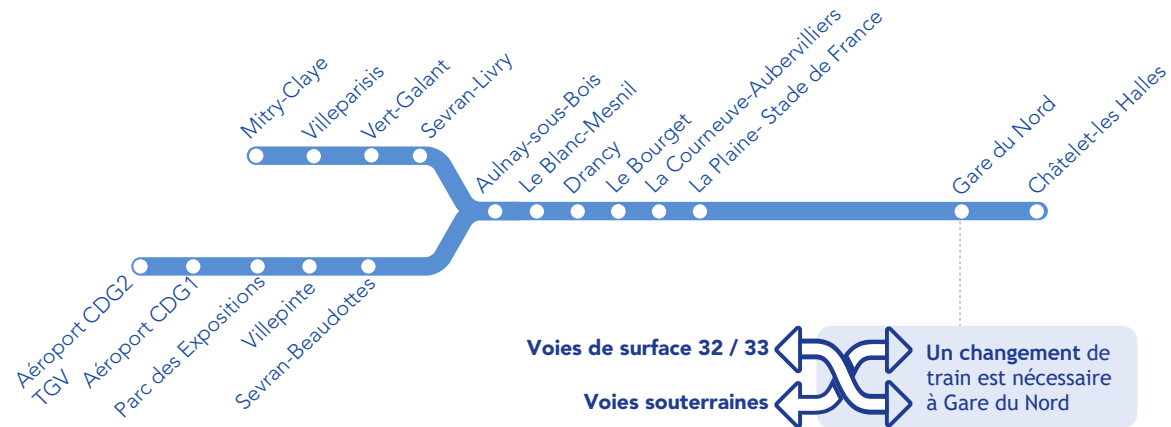 Mitry-Claye
Villeparisis
Vert-Galant
Sevran-Livry
Aulnay-sous-Bois
Le Blanc-Mesnil
Drancy
Le Bourget
La Courneuve-Aubervilliers
La Plaine- Stade de France
Gare du Nord
Châtelet-les Halles
Aéroport CDG2
TGV
Aéroport CDG1
Parc des Expositions
Villepinte
Sevran-Beaudottes
Voies de surface 32 / 33
Voies souterraines
Un changement de
train est nécessaire
à Gare du Nord